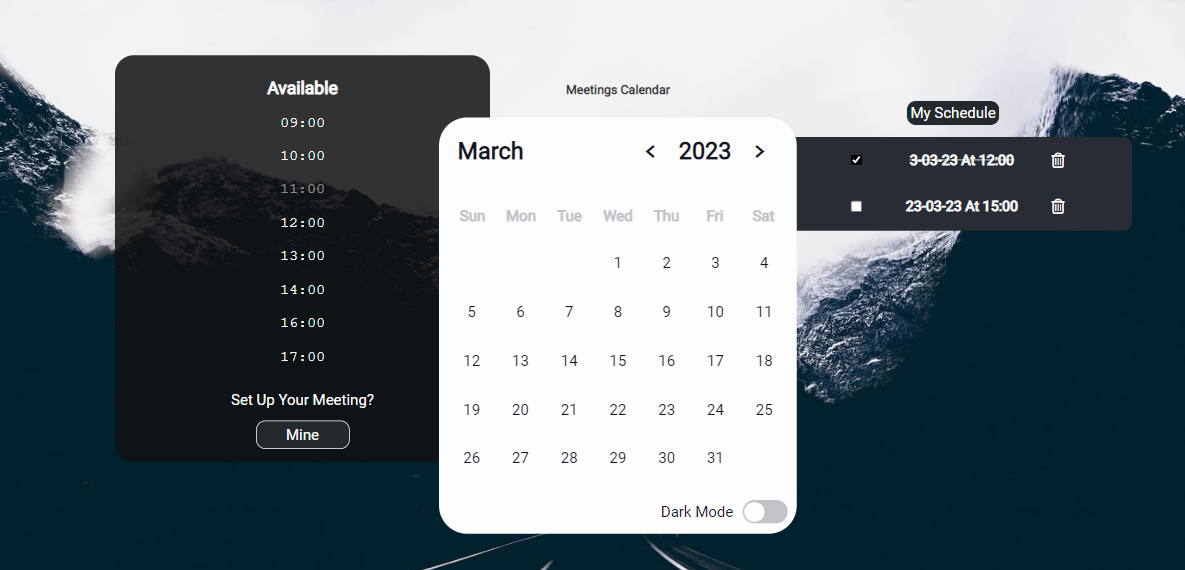 Available
09:00
10:00
11:00
12:00
13:00
14:00
16:00
17:00
Set Up Your Meeting?
Mine
Meetings Calendar
March < 2023 >
Sun Mon Tue Wed Thu Fri Sat
1 2 3 4
5 6 7 8 9 10 11
12 13 14 15 16 17 18
19 20 21 22 23 24 25
26 27 28 29 30 31
Dark Mode
My Schedule
3-03-23 At 12:00
23-03-23 At 15:00